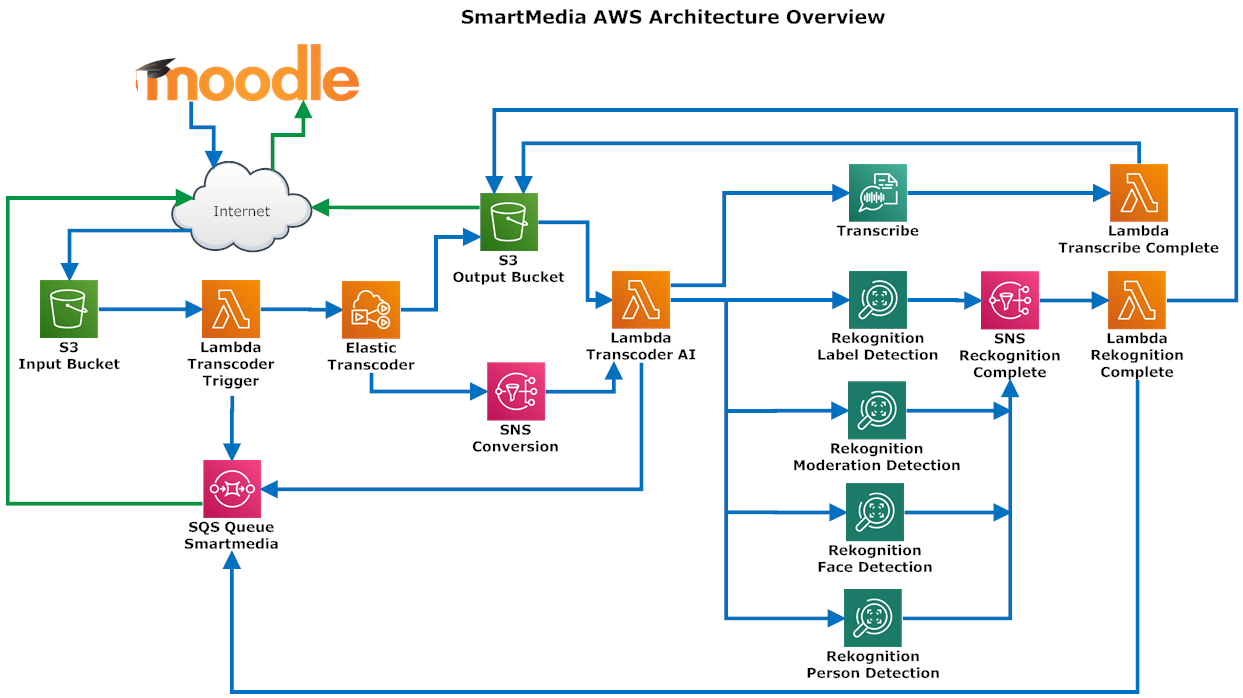 SmartMedia AWS Architecture Overview
moodle
Internet
S3
Input Bucket
Lambda
Transcoder
Trigger
Elastic
Transcoder
S3
Output Bucket
SNS
Conversion
Lambda
Transcoder AI
SQS Queue
Smartmedia
Transcribe
Lambda
Transcribe Complete
Rekognition
Label Detection
SNS
Reckognition
Complete
Lambda
Rekognition
Complete
Rekognition
Moderation Detection
Rekognition
Face Detection
Rekognition
Person Detection